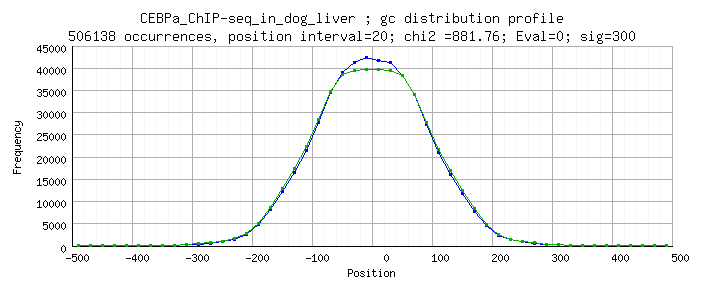 CEBPa_ChIP-seq_in_dog_liver ; gc distribution profile
506138 occurrences, position interval=20; chi2 =881.76; Eval=0; sig=300
45000
40000
35000
30000
25000
20000
15000
10000
5000
0
Frequency
-500 -400 -300 -200 -100 0 100 200 300 400 500
Position